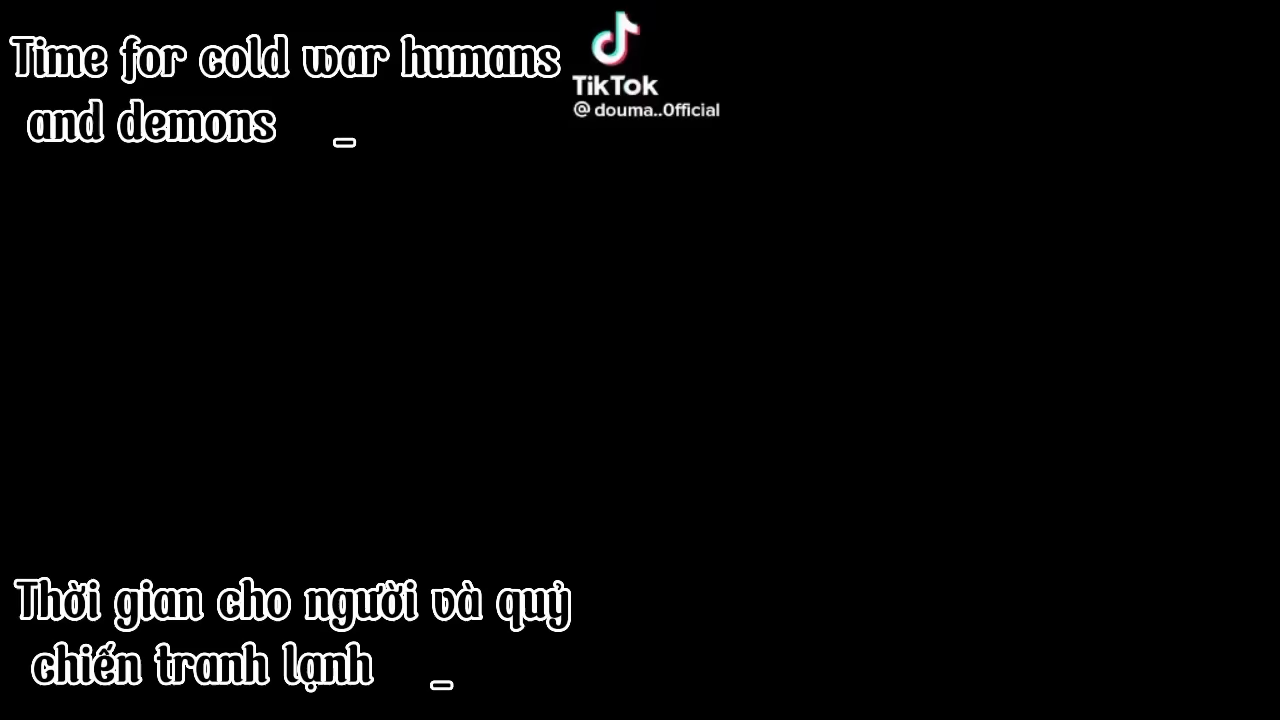 Time for cold war humans
and demons _
TikTok
@ douma..0fficial
Thời gian cho người và quỷ
chiến tranh lạnh _